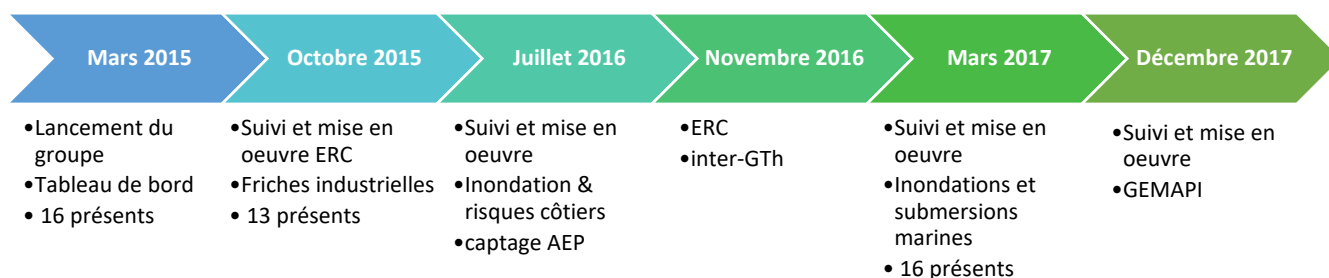 Mars 2015
Octobre 2015
Juillet 2016
Novembre 2016
Mars 2017
Décembre 2017
•Lancement du
groupe
•Tableau de bord
• 16 présents
•Suivi et mise en
oeuvre ERC
•Friches industrielles
• 13 présents
•Suivi et mise en
oeuvre
•Inondation &
risques côtiers
•captage AEP
•ERC
•inter-GTh
•Suivi et mise en
oeuvre
•Inondations et
submersions
marines
• 16 présents
•Suivi et mise en
oeuvre
•GEMAPI